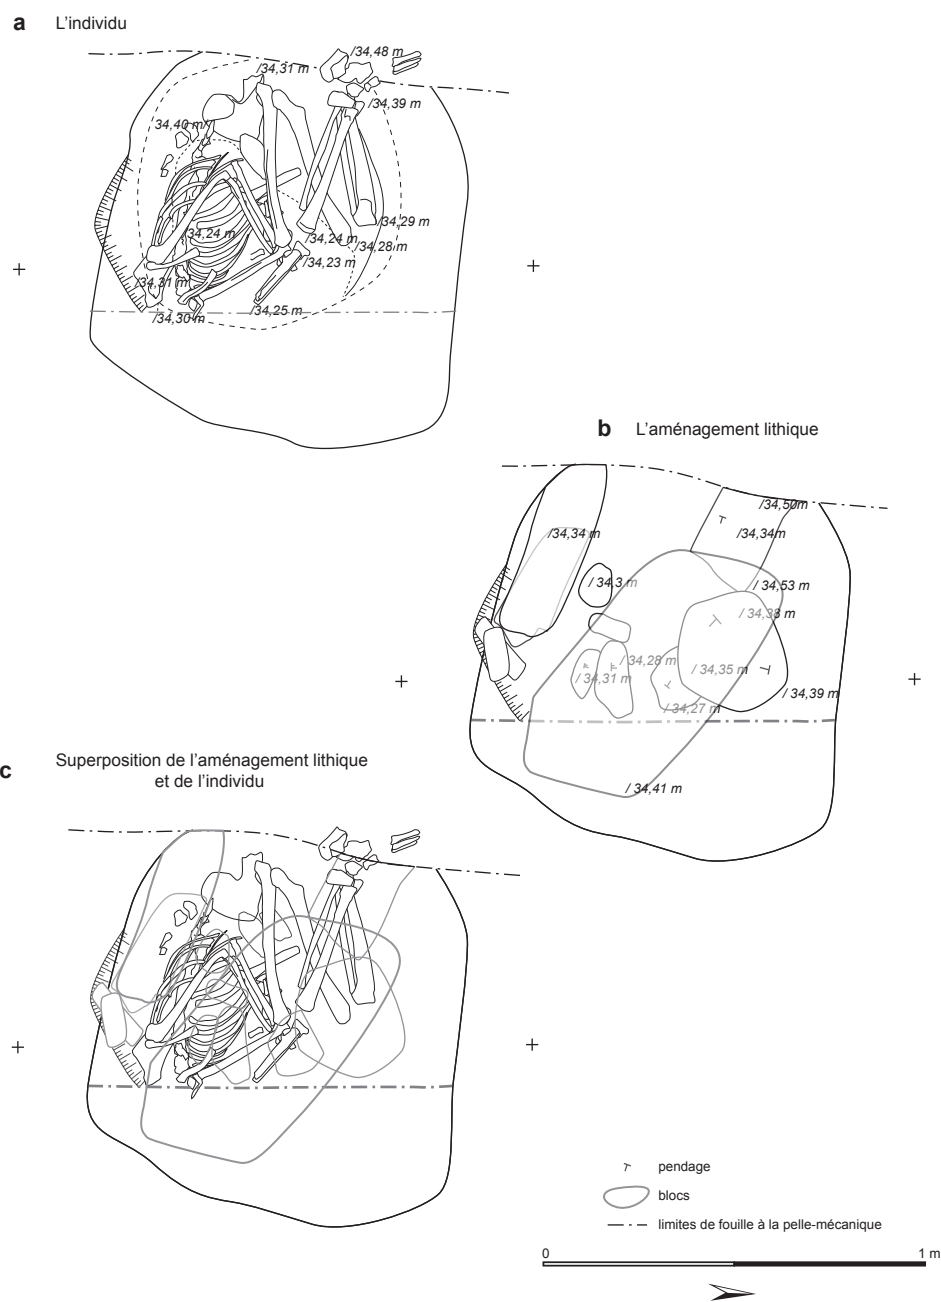 a L'individu
/34,48 m
/34,31 m
/34,39 m
34,40 m/
/34,29 m
/34,24 m
/34,24 m
/34,28 m
/34,23 m
/34,31 m
/34,25 m
/34,30 m
b L'aménagement lithique
/34,50m
/34,34 m
/34,34m
/ 34,3 m
/ 34,53 m
/ 34,38 m
/ 34,28 m
/ 34,35 m
/ 34,31 m
/ 34,39 m
/ 34,27 m
/ 34,41 m
c Superposition de l'aménagement lithique
et de l'individu
pendage
blocs
limites de fouille à la pelle-mécanique
0 1 m